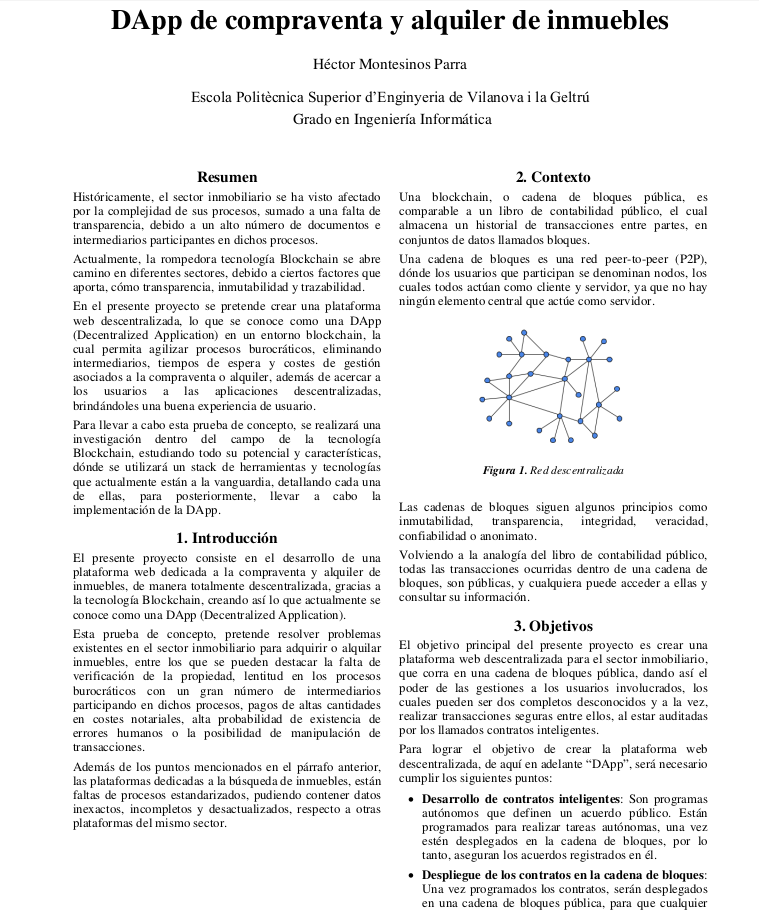 DApp de compraventa y alquiler de inmuebles
Héctor Montesinos Parra
Escola Politècnica Superior d'Enginyeria de Vilanova i la Geltrú
Grado en Ingeniería Informática
Resumen
Históricamente, el sector inmobiliario se ha visto afectado
por la complejidad de sus procesos, sumado a una falta de
transparencia, debido a un alto número de documentos e
intermediarios participantes en dichos procesos.
Actualmente, la rompedora tecnología Blockchain se abre
camino en diferentes sectores, debido a ciertos factores que
aporta, cómo transparencia, inmutabilidad y trazabilidad.
En el presente proyecto se pretende crear una plataforma
web descentralizada, lo que se conoce como una DApp
(Decentralized Application) en un entorno blockchain, la
cual permita agilizar procesos burocráticos, eliminando
intermediarios, tiempos de espera y costes de gestión
asociados a la compraventa o alquiler, además de acercar a
los usuarios a las aplicaciones descentralizadas,
brindándoles una buena experiencia de usuario.
Para llevar a cabo esta prueba de concepto, se realizará una
investigación dentro del campo de la tecnología
Blockchain, estudiando todo su potencial y características,
dónde se utilizará un stack de herramientas y tecnologías
que actualmente están a la vanguardia, detallando cada una
de ellas, para posteriormente, llevar a cabo la
implementación de la DApp.
1. Introducción
El presente proyecto consiste en el desarrollo de una
plataforma web dedicada a la compraventa y alquiler de
inmuebles, de manera totalmente descentralizada, gracias a
la tecnología Blockchain, creando así lo que actualmente se
conoce como una DApp (Decentralized Application).
Esta prueba de concepto, pretende resolver problemas
existentes en el sector inmobiliario para adquirir o alquilar
inmuebles, entre los que se pueden destacar la falta de
verificación de la propiedad, lentitud en los procesos
burocráticos con un gran número de intermediarios
participando en dichos procesos, pagos de altas cantidades
en costes notariales, alta probabilidad de existencia de
errores humanos o la posibilidad de manipulación de
transacciones.
Además de los puntos mencionados en el párrafo anterior,
las plataformas dedicadas a la búsqueda de inmuebles, están
faltas de procesos estandarizados, pudiendo contener datos
inexactos, incompletos y desactualizados, respecto a otras
plataformas del mismo sector.
2. Contexto
Una blockchain, o cadena de bloques pública, es
comparable a un libro de contabilidad público, el cual
almacena un historial de transacciones entre partes, en
conjuntos de datos llamados bloques.
Una cadena de bloques es una red peer-to-peer (P2P),
dónde los usuarios que participan se denominan nodos, los
cuales todos actúan como cliente y servidor, ya que no hay
ningún elemento central que actúe como servidor.
Figura 1. Red descentralizada
Las cadenas de bloques siguen algunos principios como
inmutabilidad, transparencia, integridad, veracidad,
confiabilidad o anonimato.
Volviendo a la analogía del libro de contabilidad público,
todas las transacciones ocurridas dentro de una cadena de
bloques, son públicas, y cualquiera puede acceder a ellas y
consultar su información.
3. Objetivos
El objetivo principal del presente proyecto es crear una
plataforma web descentralizada para el sector inmobiliario,
que corra en una cadena de bloques pública, dando así el
poder de las gestiones a los usuarios involucrados, los
cuales pueden ser dos completos desconocidos y a la vez,
realizar transacciones seguras entre ellos, al estar auditadas
por los llamados contratos inteligentes.
Para lograr el objetivo de crear la plataforma web
descentralizada, de aquí en adelante “DApp”, será necesario
cumplir los siguientes puntos:
• Desarrollo de contratos inteligentes: Son programas
autónomos que definen un acuerdo público. Están
programados para realizar tareas autónomas, una vez
estén desplegados en la cadena de bloques, por lo
tanto, aseguran los acuerdos registrados en él.
• Despliegue de los contratos en la cadena de bloques:
Una vez programados los contratos, serán desplegados
en una cadena de bloques pública, para que cualquier